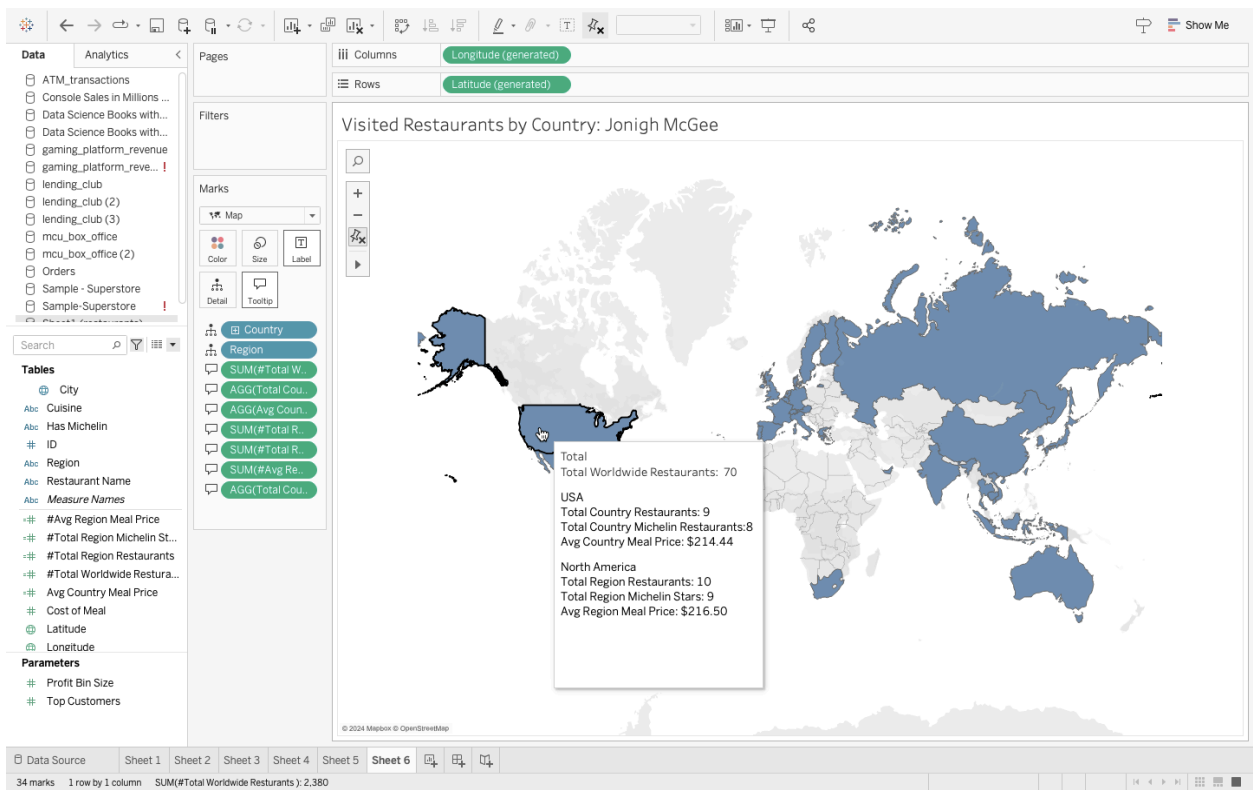 Show Me
Data
Analytics
Pages
iii Columns
Longitude (generated)
Rows
Latitude (generated)
ATM_transactions
Console Sales in Millions ...
Data Science Books with...
Data Science Books with...
gaming_platform_revenue
gaming_platform_reve... !
lending_club
lending_club (2)
lending_club (3)
mcu_box_office
mcu_box_office (2)
Orders
Sample - Superstore
Sample-Superstore !
Sheet1 (restaurants)
Search
Tables
City
Abc Cuisine
Abc Has Michelin
# ID
Abc Region
Abc Restaurant Name
Abc Measure Names
=# #Avg Region Meal Price
=# #Total Region Michelin St...
=# #Total Region Restaurants
=# #Total Worldwide Restura...
=# Avg Country Meal Price
# Cost of Meal
Latitude
Longitude
Parameters
# Profit Bin Size
# Top Customers
Filters
Marks
Map
Color
Size
Label
Detail
Tooltip
Country
Region
SUM(#Total W..
AGG(Total Cou..
AGG(Avg Coun..
SUM(#Total R..
SUM(#Total R..
SUM(#Avg Re..
AGG(Total Cou..
Visited Restaurants by Country: Jonigh McGee
Total
Total Worldwide Restaurants: 70
USA
Total Country Restaurants: 9
Total Country Michelin Restaurants:8
Avg Country Meal Price: $214.44
North America
Total Region Restaurants: 10
Total Region Michelin Stars: 9
Avg Region Meal Price: $216.50
© 2024 Mapbox © OpenStreetMap
Data Source
Sheet 1
Sheet 2
Sheet 3
Sheet 4
Sheet 5
Sheet 6
34 marks
1 row by 1 column
SUM(#Total Worldwide Resturants ): 2,380